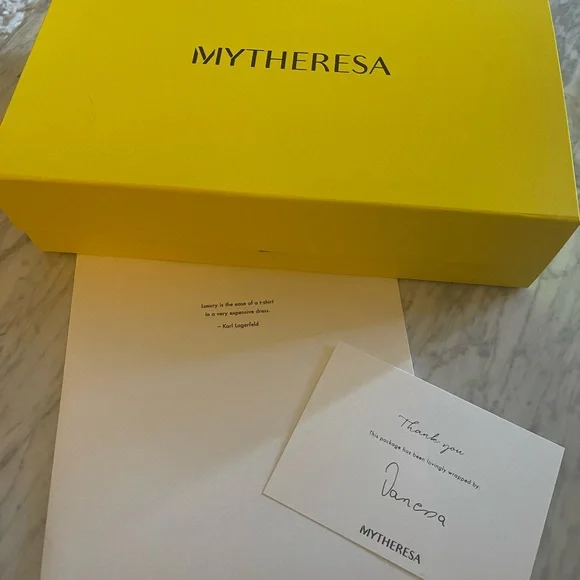 MYTHERESA
Luxury is the ease of a t-shirt
in a very expensive dress.
– Karl Lagerfeld
Thank you
This package has been lovingly wrapped by:
Vanessa
MYTHERESA